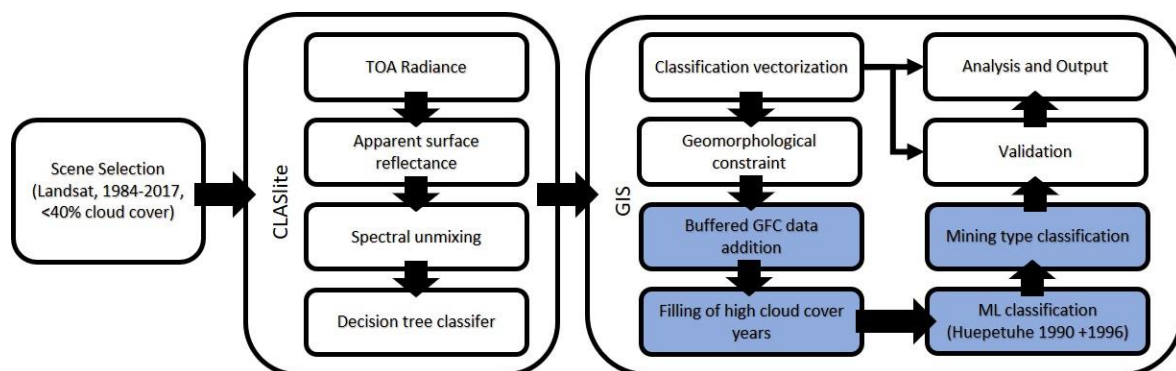 Scene Selection
(Landsat, 1984-2017,
<40% cloud cover)
CLASlite
TOA Radiance
Apparent surface
reflectance
Spectral unmixing
Decision tree classifer
GIS
Classification vectorization
Geomorphological
constraint
Buffered GFC data
addition
Filling of high cloud cover
years
Analysis and Output
Validation
Mining type classification
ML classification
(Huepetuhe 1990 +1996)